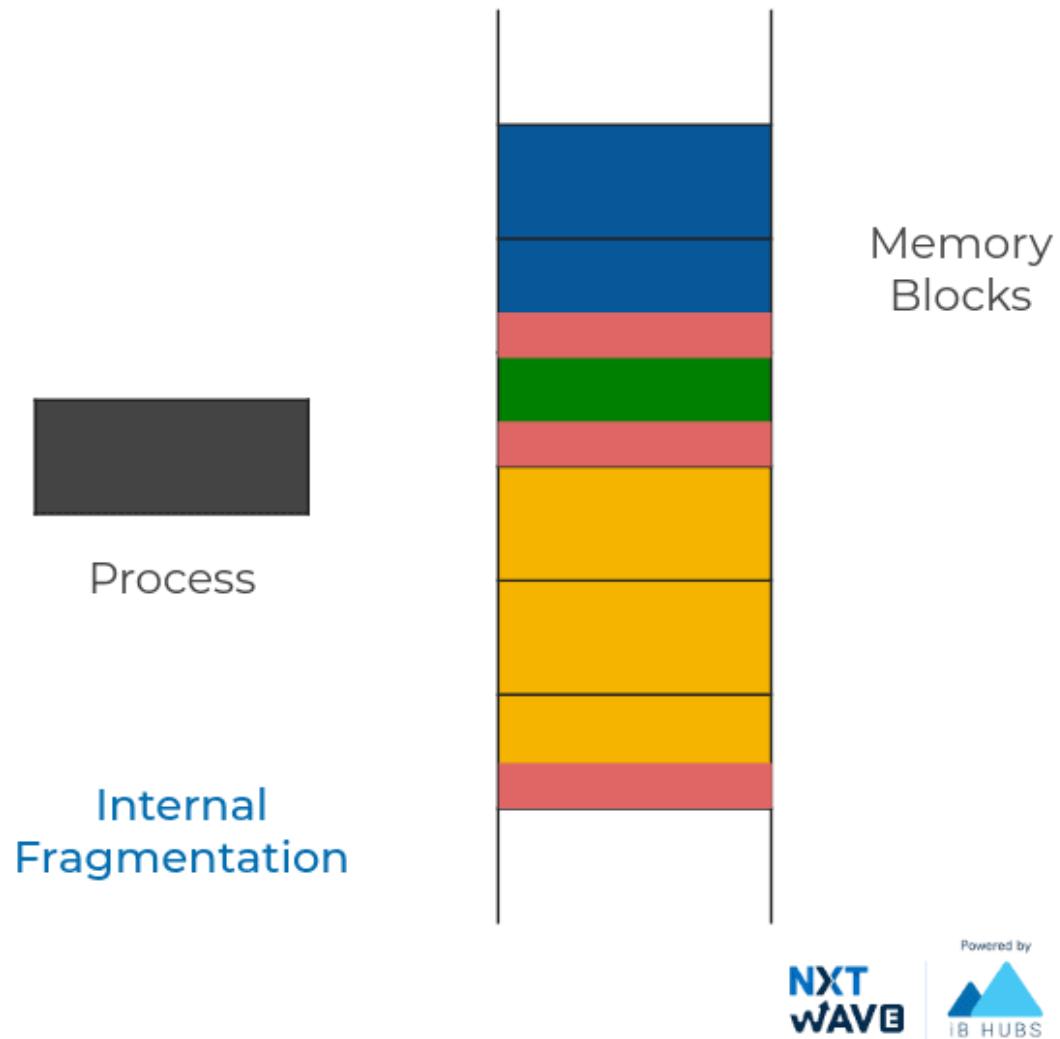 Memory
Blocks
Process
Internal
Fragmentation
Powered by
NXT
WAVE
iB HUBS